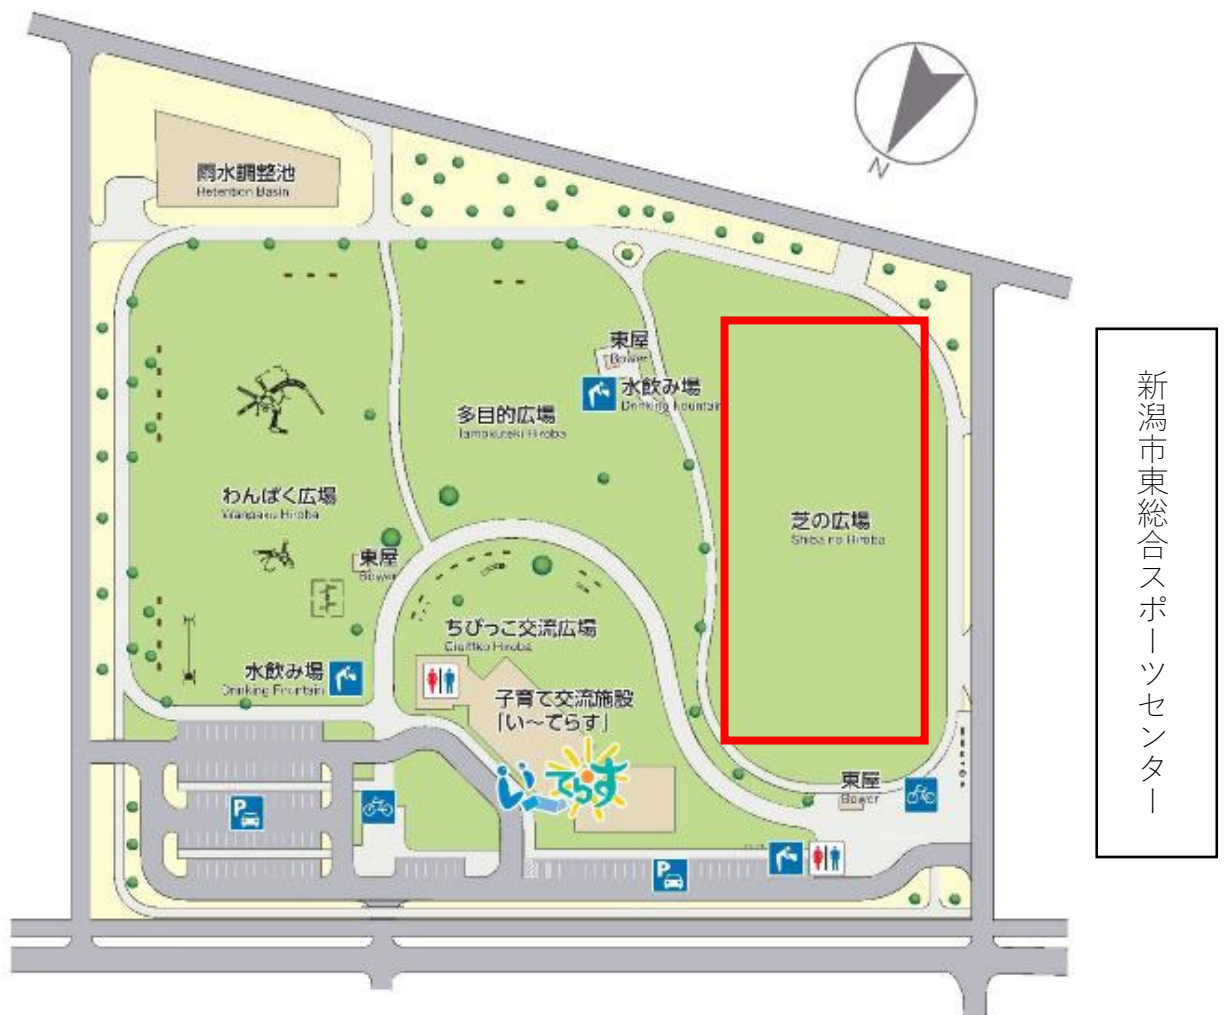 N
雨水調整池
Retention Basin
東屋
Bower
水飲み場
Drinking Fountain
多目的広場
Tamokuteki Hiroba
わんぱく広場
Wanpaku Hiroba
芝の広場
Shiba no Hiroba
東屋
Bower
ちびっこ交流広場
水飲み場
Drinking Fountain
子育て交流施設
「い～てらす」
い～てらす
東屋
Bower
P
P
新潟市東総合スポーツセンター